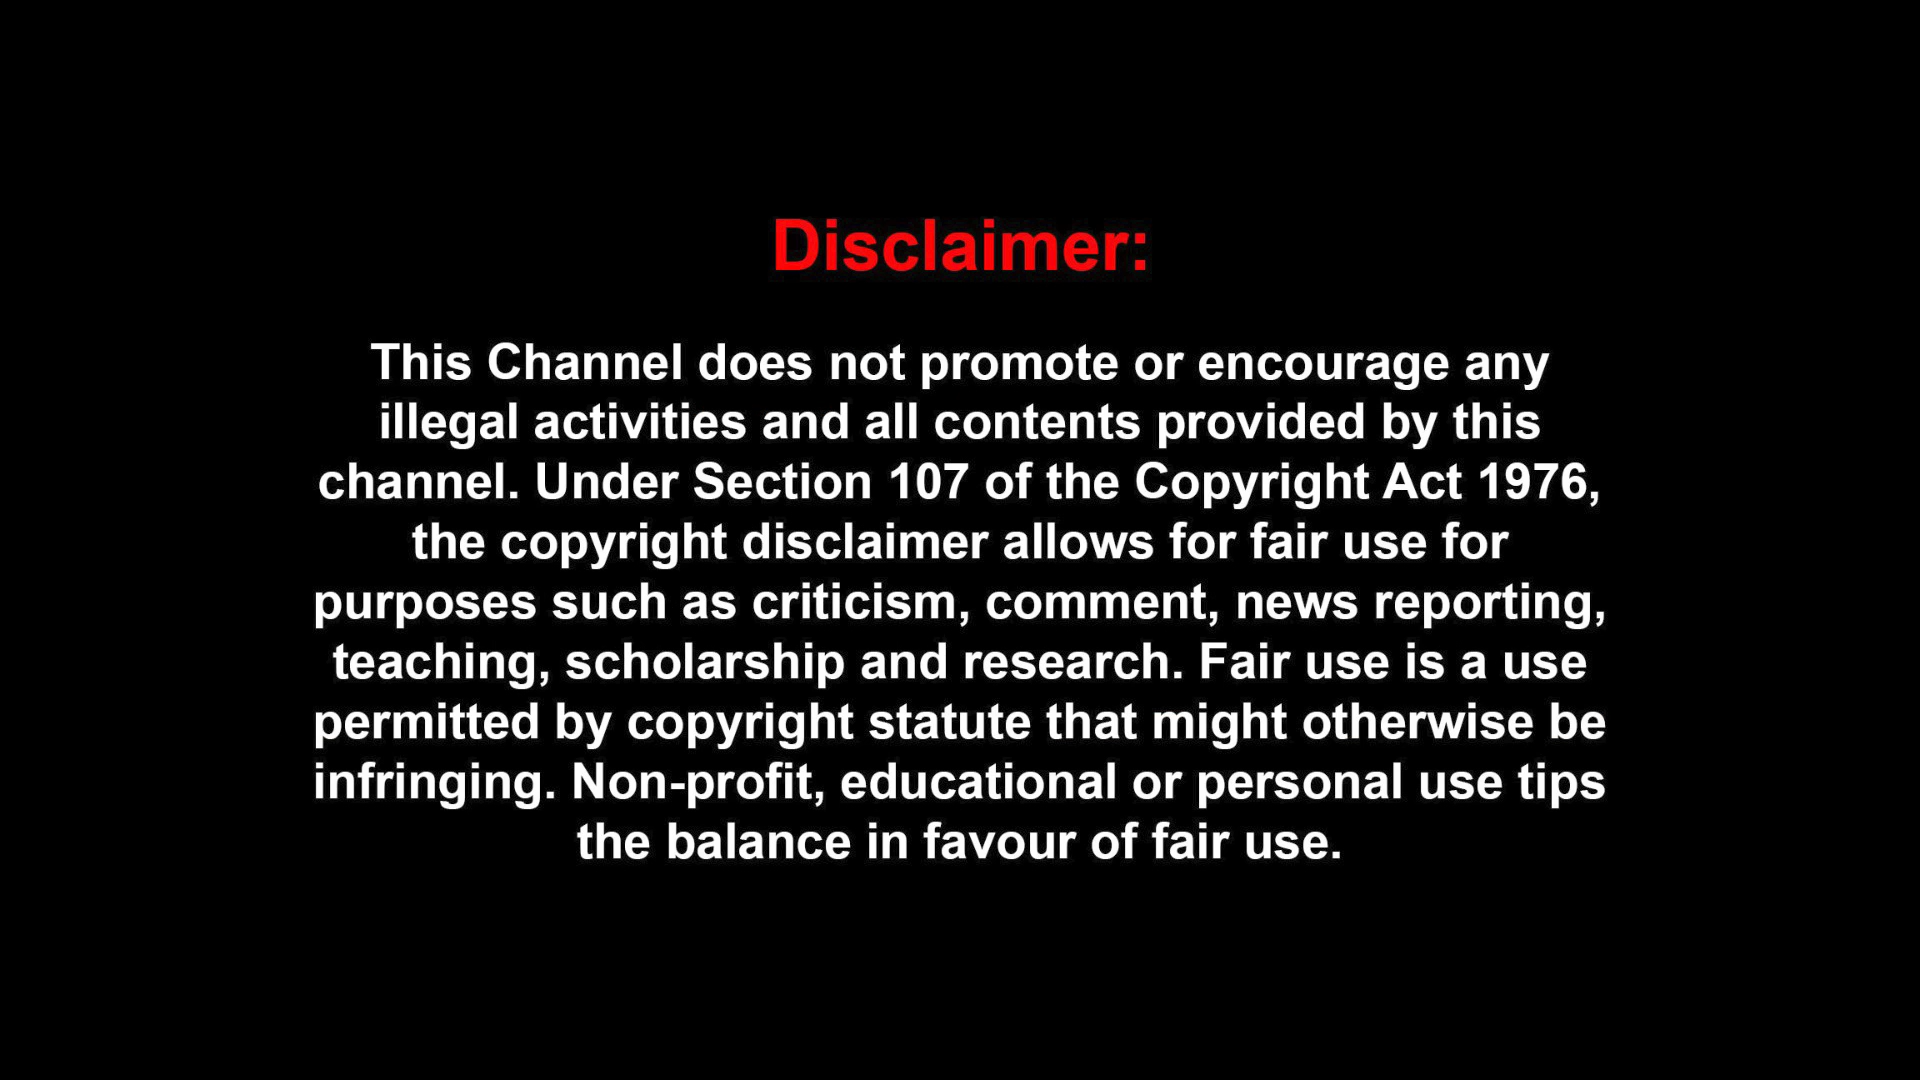 Disclaimer:
This Channel does not promote or encourage any
illegal activities and all contents provided by this
channel. Under Section 107 of the Copyright Act 1976,
the copyright disclaimer allows for fair use for
purposes such as criticism, comment, news reporting,
teaching, scholarship and research. Fair use is a use
permitted by copyright statute that might otherwise be
infringing. Non-profit, educational or personal use tips
the balance in favour of fair use.